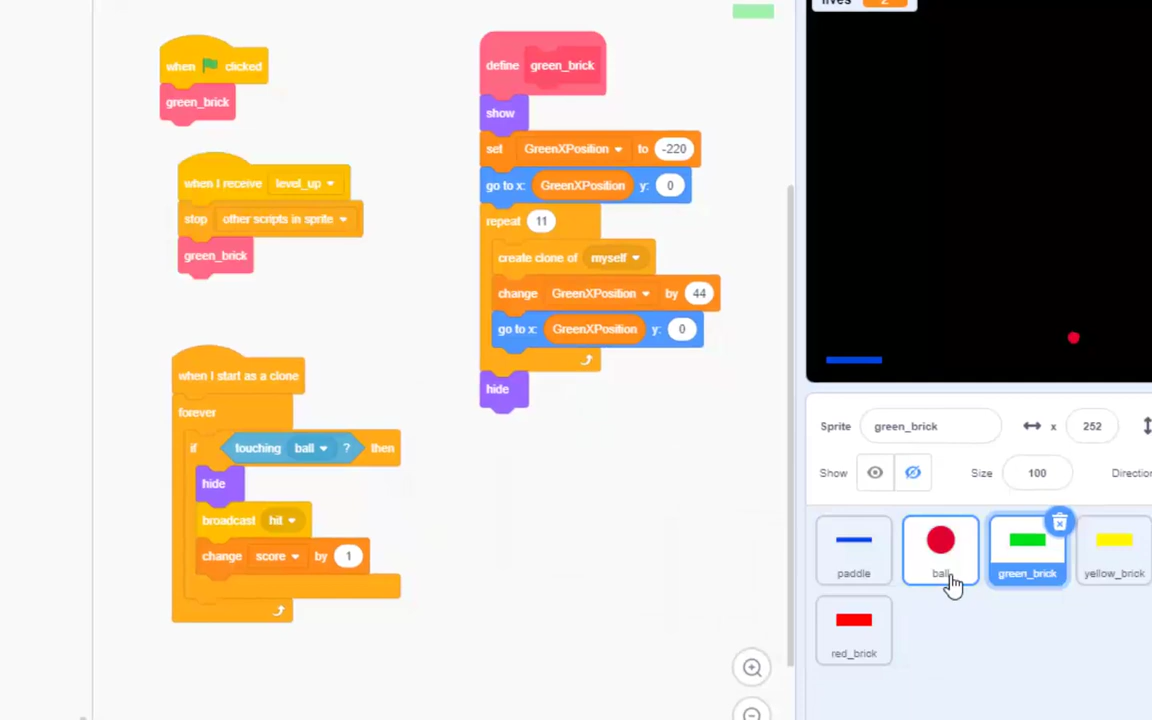 when clicked
green_brick
when I receive level_up
stop other scripts in sprite
green_brick
when I start as a clone
forever
if touching ball ? then
hide
broadcast hit
change score by 1
define green_brick
show
set GreenXPosition to -220
go to x: GreenXPosition y: 0
repeat 11
create clone of myself
change GreenXPosition by 44
go to x: GreenXPosition y: 0
hide
lives 2
Sprite green_brick x 252
Show Size 100 Direction
paddle
ball
green_brick
yellow_brick
red_brick